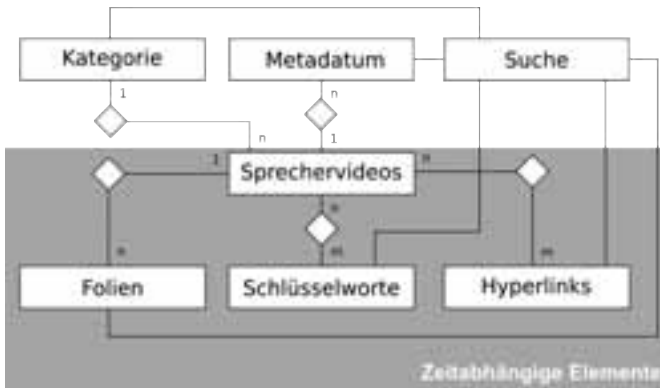 Kategorie
Metadatum
Suche
1
n
n
1
1
Sprechervideos
n
n
n
m
m
Folien
Schlüsselworte
Hyperlinks
Zeitabhängige Elemente